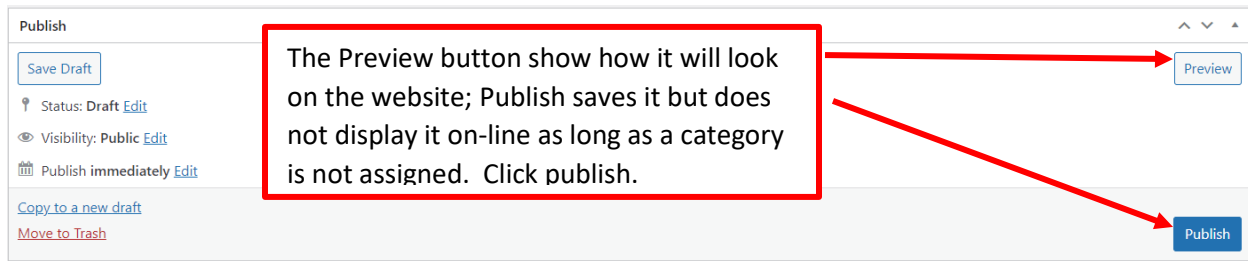 Publish
Save Draft
Status: Draft Edit
Visibility: Public Edit
Publish immediately Edit
Copy to a new draft
Move to Trash
The Preview button show how it will look
on the website; Publish saves it but does
not display it on-line as long as a category
is not assigned.  Click publish.
Preview
Publish